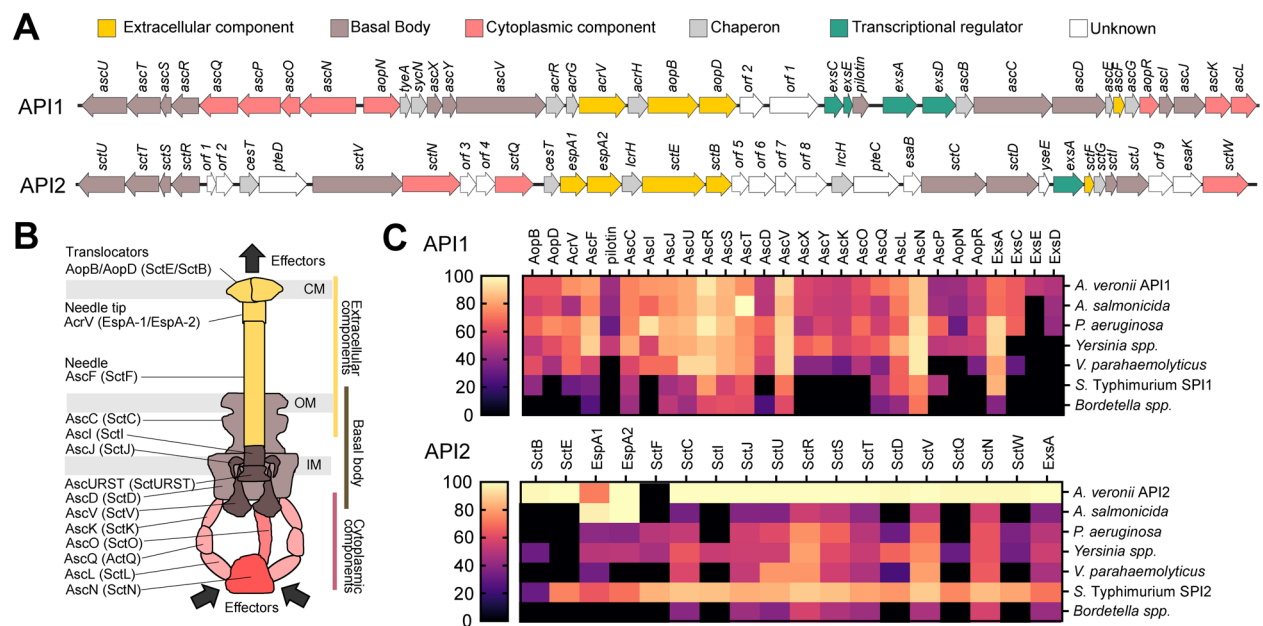 A
Extracellular component
Basal Body
Cytoplasmic component
Chaperon
Transcriptional regulator
Unknown
API1
ascU ascT ascS ascR ascQ ascP ascO ascN aopN tyeA sycN ascX ascY ascV acrR acrG acrV acrH aopB aopD orf 2 orf 1 exsC exsE pilotin exsA exsD ascB ascC ascD ascE ascF ascG aopR ascI ascJ ascK ascL
API2
sctU sctT sctS sctR orf 1 orf 2 cesT pteD sctV sctN orf 3 orf 4 sctQ cesT espA1 espA2 lcrH sctE sctB orf 5 orf 6 orf 7 orf 8 lrcH pteC esaB sctC sctD yseE exsA sctF sctG sctI sctJ orf 9 esaK sctW
B
Translocators
AopB/AopD (SctE/SctB)
Effectors
CM
Needle tip
AcrV (EspA-1/EspA-2)
Needle
AscF (SctF)
Extracellular
components
OM
AscC (SctC)
AscI (SctI
AscJ (SctJ)
IM
Basal body
AscURST (SctURST)
AscD (SctD)
AscV (SctV)
AscK (SctK)
AscO (SctO)
AscQ (ActQ)
AscL (SctL)
AscN (SctN)
Cytoplasmic
components
Effectors
C
API1
AopB AopD AcrV AscF pilotin AscC AscI AscJ AscU AscR AscS AscT AscD AscV AscX AscY AscK AscO AscQ AscL AscN AscP AopN AopR ExsA ExsC ExsE ExsD
100
80
60
40
20
0
A. veronii API1
A. salmonicida
P. aeruginosa
Yersinia spp.
V. parahaemolyticus
S. Typhimurium SPI1
Bordetella spp.
API2
SctB SctE EspA1 EspA2 SctF SctC SctI SctJ SctU SctR SctS SctT SctD SctV SctQ SctN SctW ExsA
100
80
60
40
20
0
A. veronii API2
A. salmonicida
P. aeruginosa
Yersinia spp.
V. parahaemolyticus
S. Typhimurium SPI2
Bordetella spp.